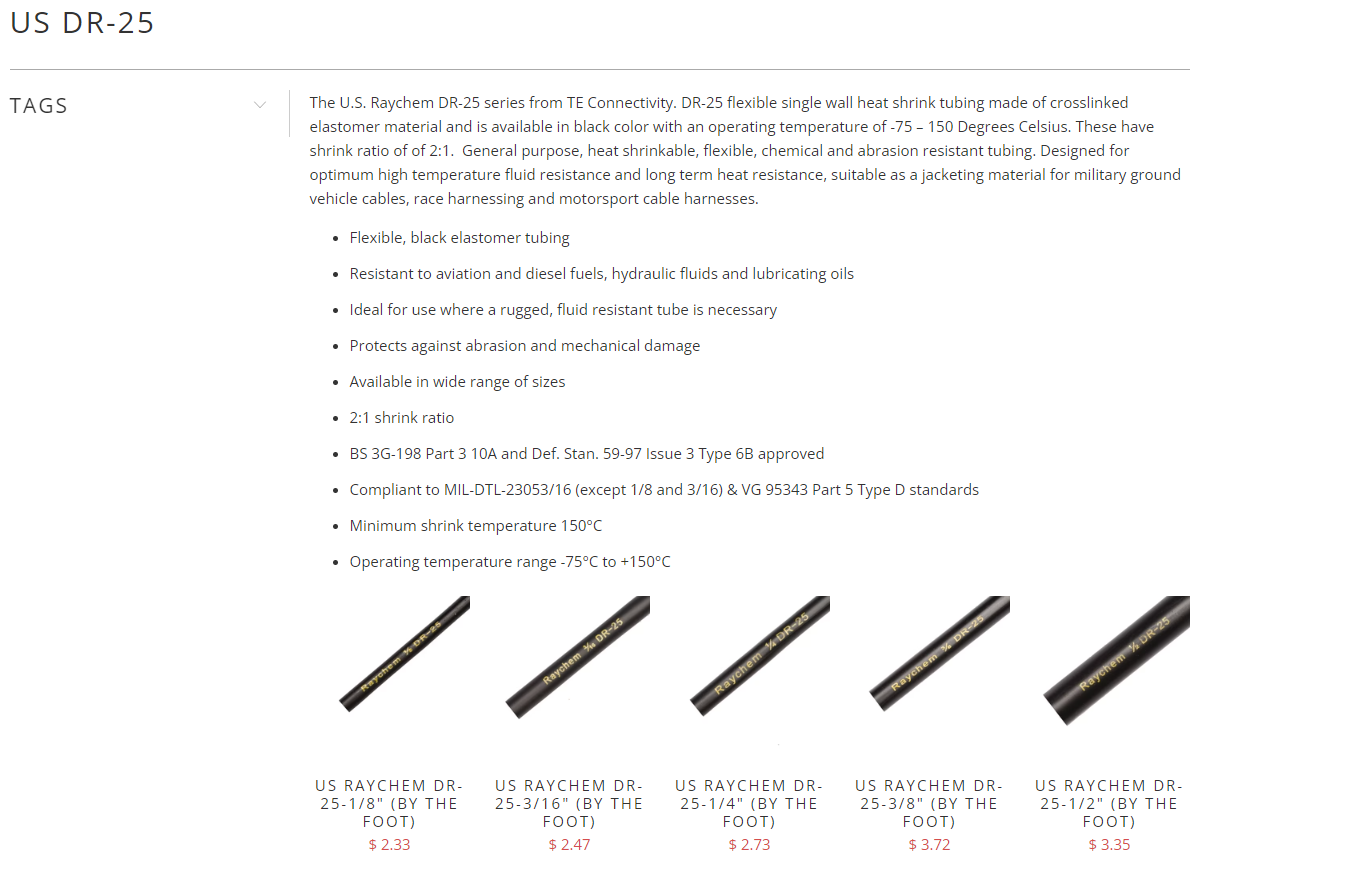 US DR-25
TAGS
The U.S. Raychem DR-25 series from TE Connectivity. DR-25 flexible single wall heat shrink tubing made of crosslinked
elastomer material and is available in black color with an operating temperature of -75 – 150 Degrees Celsius. These have
shrink ratio of of 2:1.  General purpose, heat shrinkable, flexible, chemical and abrasion resistant tubing. Designed for
optimum high temperature fluid resistance and long term heat resistance, suitable as a jacketing material for military ground
vehicle cables, race harnessing and motorsport cable harnesses.
• Flexible, black elastomer tubing
• Resistant to aviation and diesel fuels, hydraulic fluids and lubricating oils
• Ideal for use where a rugged, fluid resistant tube is necessary
• Protects against abrasion and mechanical damage
• Available in wide range of sizes
• 2:1 shrink ratio
• BS 3G-198 Part 3 10A and Def. Stan. 59-97 Issue 3 Type 6B approved
• Compliant to MIL-DTL-23053/16 (except 1/8 and 3/16) & VG 95343 Part 5 Type D standards
• Minimum shrink temperature 150°C
• Operating temperature range -75°C to +150°C
Raychem DR-25
Raychem 3/16 DR-25
Raychem 1/4 DR-25
Raychem DR-25
Raychem 1/2 DR-25
US RAYCHEM DR-
25-1/8" (BY THE
FOOT)
$ 2.33
US RAYCHEM DR-
25-3/16" (BY THE
FOOT)
$ 2.47
US RAYCHEM DR-
25-1/4" (BY THE
FOOT)
$ 2.73
US RAYCHEM DR-
25-3/8" (BY THE
FOOT)
$ 3.72
US RAYCHEM DR-
25-1/2" (BY THE
FOOT)
$ 3.35